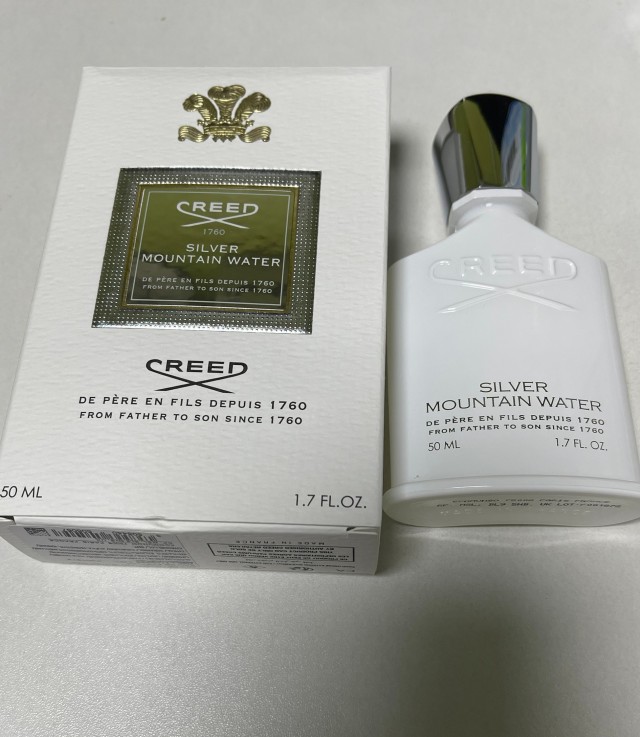 CREED
1760
SILVER
MOUNTAIN WATER
DE PÈRE EN FILS DEPUIS 1760
FROM FATHER TO SON SINCE 1760
CREED
DE PÈRE EN FILS DEPUIS 1760
FROM FATHER TO SON SINCE 1760
50 ML
1.7 FL.OZ.
MADE IN FRANCE
CREED
SILVER
MOUNTAIN WATER
DE PÈRE EN FILS DEPUIS 1760
FROM FATHER TO SON SINCE 1760
50 ML
1.7 FL. OZ.